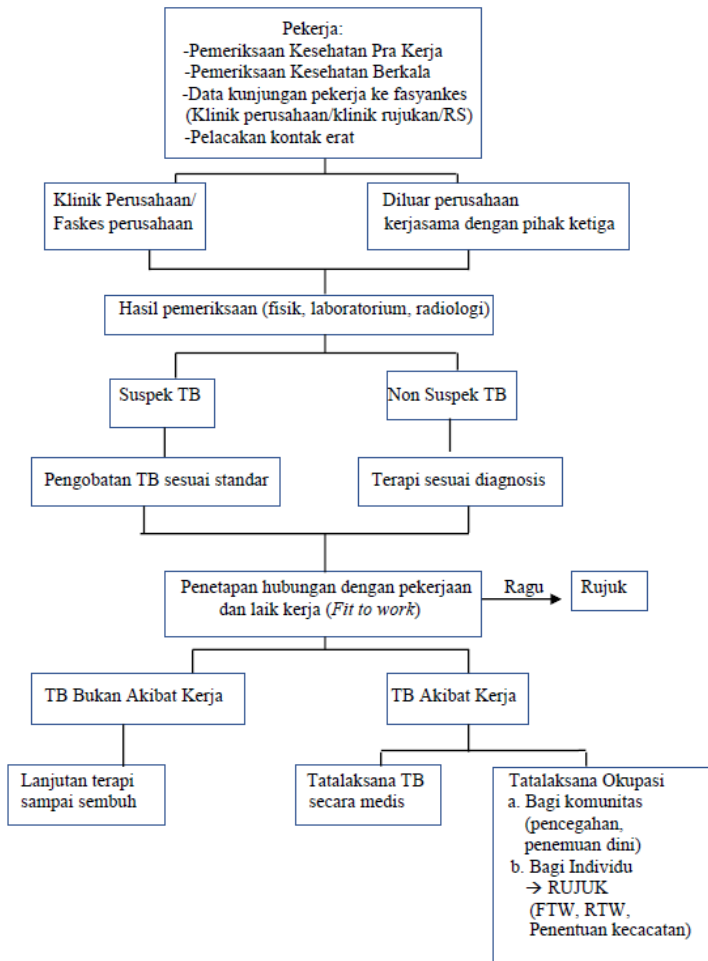 Pekerja:
-Pemeriksaan Kesehatan Pra Kerja
-Pemeriksaan Kesehatan Berkala
-Data kunjungan pekerja ke fasyankes
(Klinik perusahaan/klinik rujukan/RS)
-Pelacakan kontak erat
Klinik Perusahaan/
Faskes perusahaan
Diluar perusahaan
kerjasama dengan pihak ketiga
Hasil pemeriksaan (fisik, laboratorium, radiologi)
Suspek TB
Non Suspek TB
Pengobatan TB sesuai standar
Terapi sesuai diagnosis
Penetapan hubungan dengan pekerjaan
dan laik kerja (Fit to work)
Ragu
Rujuk
TB Bukan Akibat Kerja
TB Akibat Kerja
Lanjutan terapi
sampai sembuh
Tatalaksana TB
secara medis
Tatalaksana Okupasi
a. Bagi komunitas
(pencegahan,
penemuan dini)
b. Bagi Individu
→ RUJUK
(FTW, RTW,
Penentuan kecacatan)